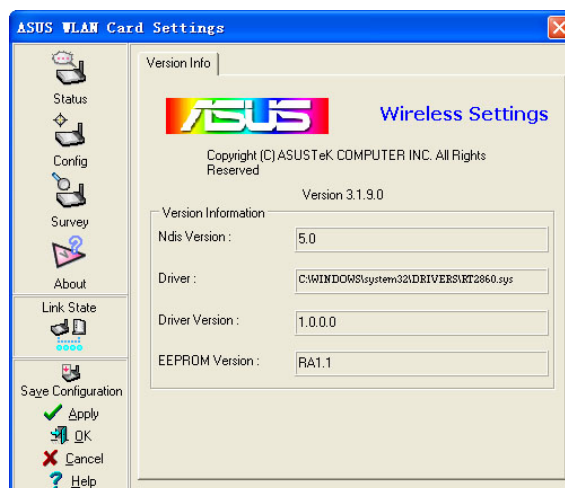 ASUS WLAN Card Settings
Status
Config
Survey
About
Link State
Save Configuration
Apply
OK
Cancel
Help
Version Info
ASUS
Wireless Settings
Copyright (C) ASUSTeK COMPUTER INC. All Rights
Reserved
Version 3.1.9.0
Version Information
Ndis Version : 5.0
Driver : C:\WINDOWS\system32\DRIVERS\RT2860.sys
Driver Version : 1.0.0.0
EEPROM Version : RA1.1